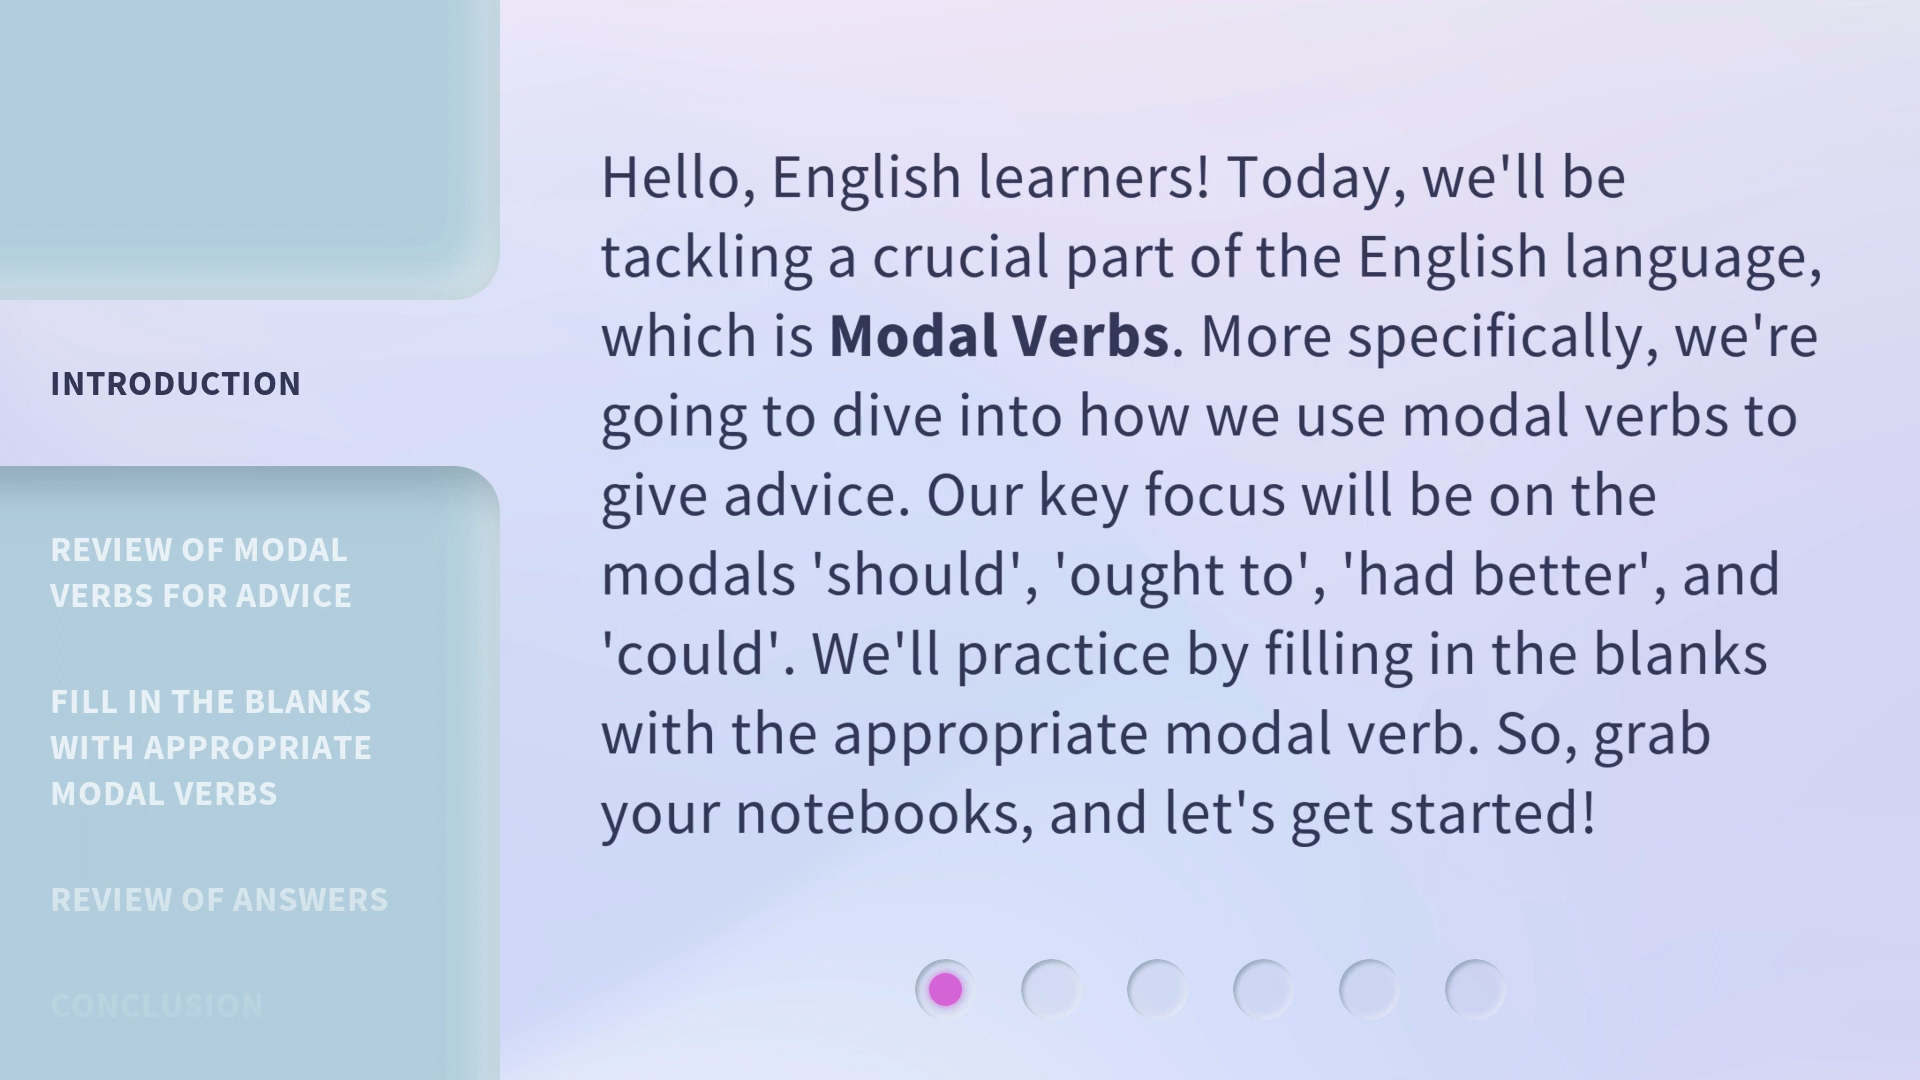 INTRODUCTION
REVIEW OF MODAL
VERBS FOR ADVICE
FILL IN THE BLANKS
WITH APPROPRIATE
MODAL VERBS
REVIEW OF ANSWERS
CONCLUSION
Hello, English learners! Today, we'll be
tackling a crucial part of the English language,
which is Modal Verbs. More specifically, we're
going to dive into how we use modal verbs to
give advice. Our key focus will be on the
modals 'should', 'ought to', 'had better', and
'could'. We'll practice by filling in the blanks
with the appropriate modal verb. So, grab
your notebooks, and let's get started!